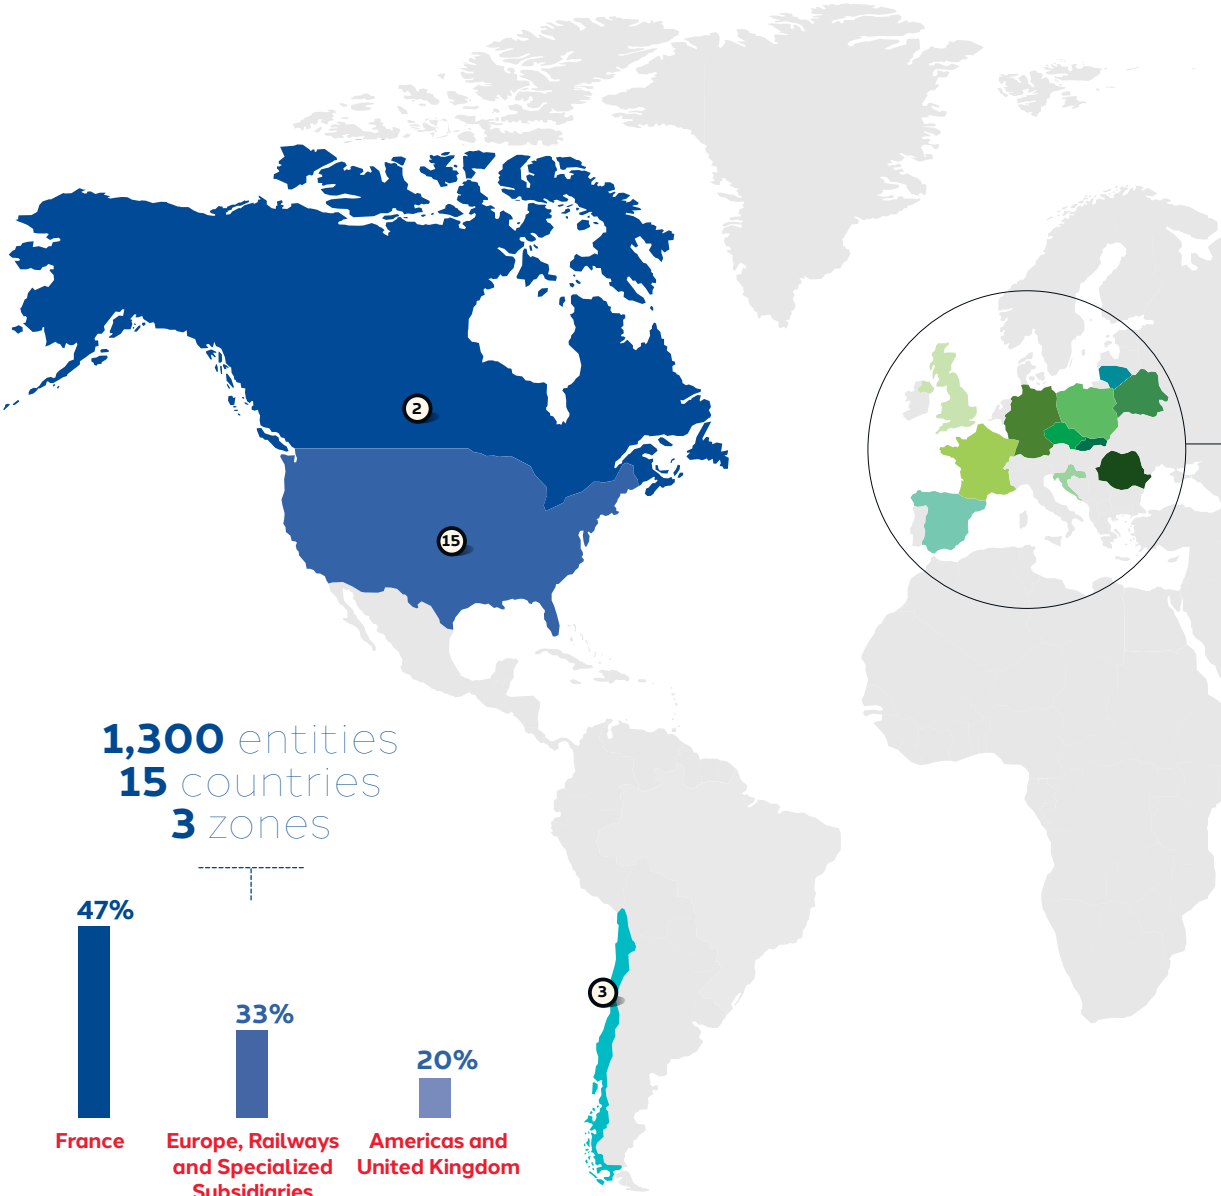 2
15
1,300 entities
15 countries
3 zones
47%
33%
3
20%
France
Europe, Railways
and Specialized
Subsidiaries
Americas and
United Kingdom